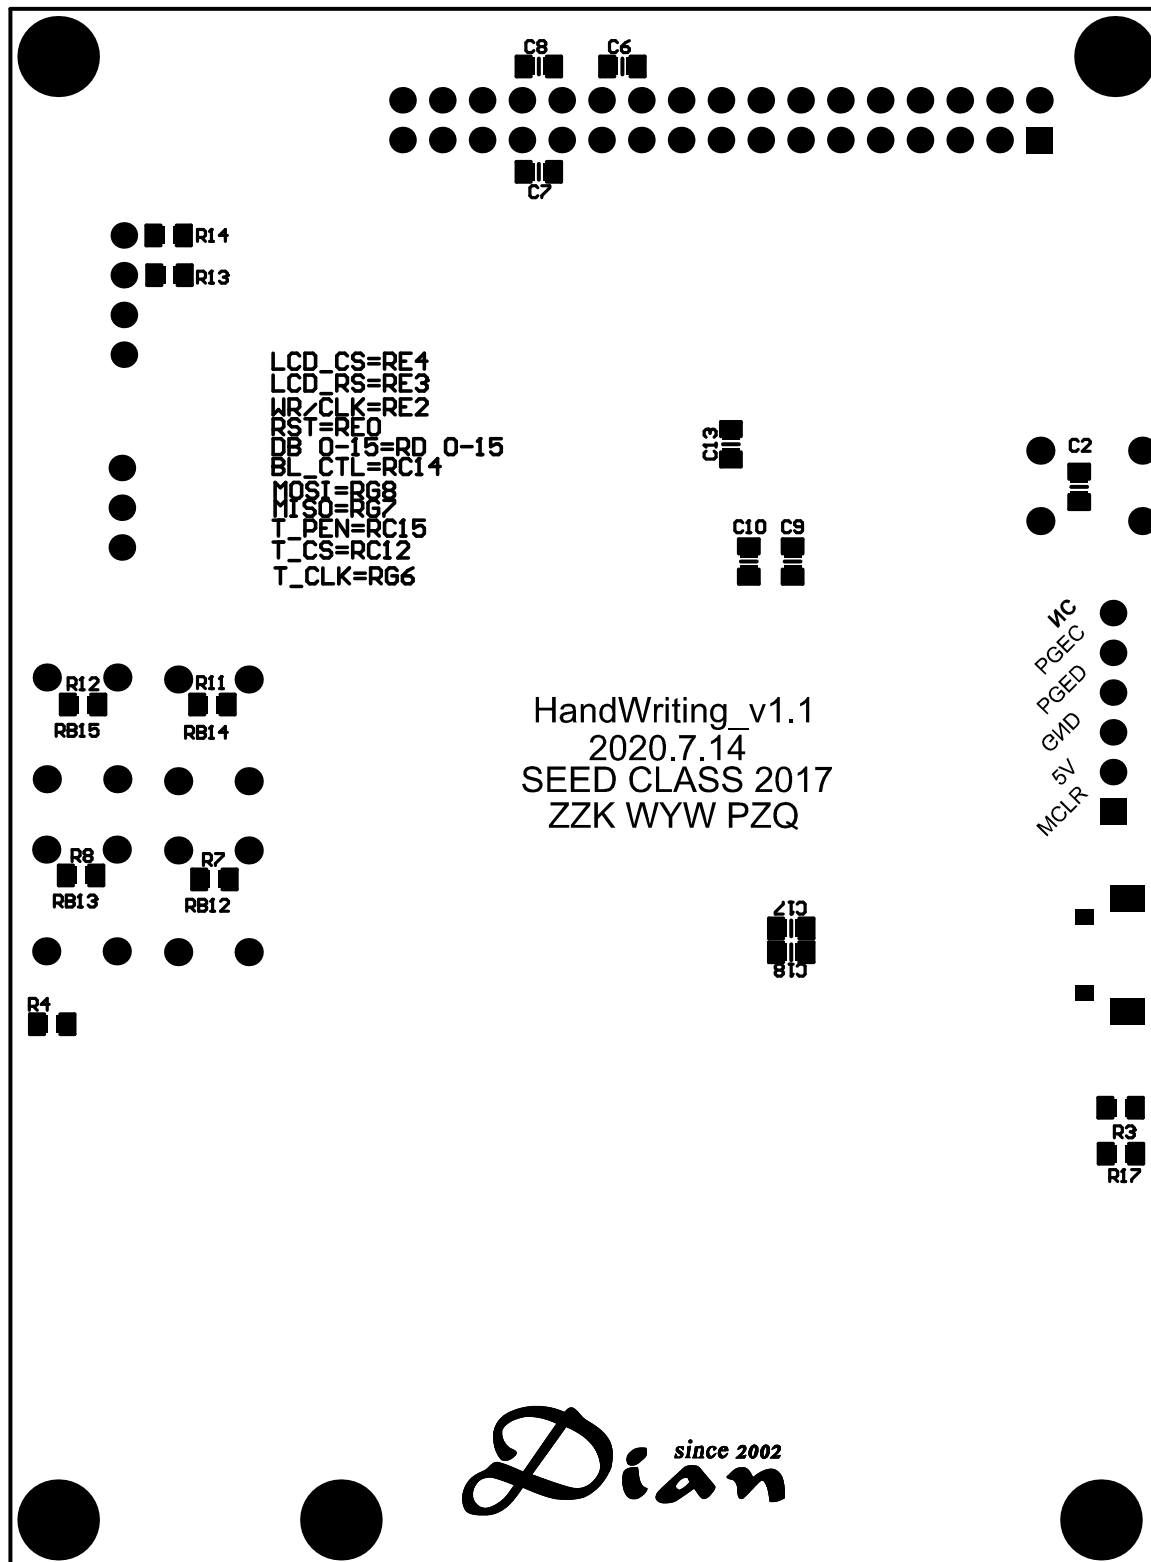 C8 C6
C7
R14
R13
LCD_CS=RE4
LCD_RS=RE3
WR/CLK=RE2
RST=RE0
DB 0-15=RD 0-15
BL_CTL=RC14
MOSI=RG8
MISO=RG7
T_PEN=RC15
T_CS=RC12
T_CLK=RG6
C13
C2
C10 C9
NC
PGEC
PGED
GND
5V
MCLR
R12 R11
RB15 RB14
HandWriting_v1.1
2020.7.14
SEED CLASS 2017
ZZK WYW PZQ
R8 R7
RB13 RB12
C17
C18
R4
R3
R17
since 2002
Dian